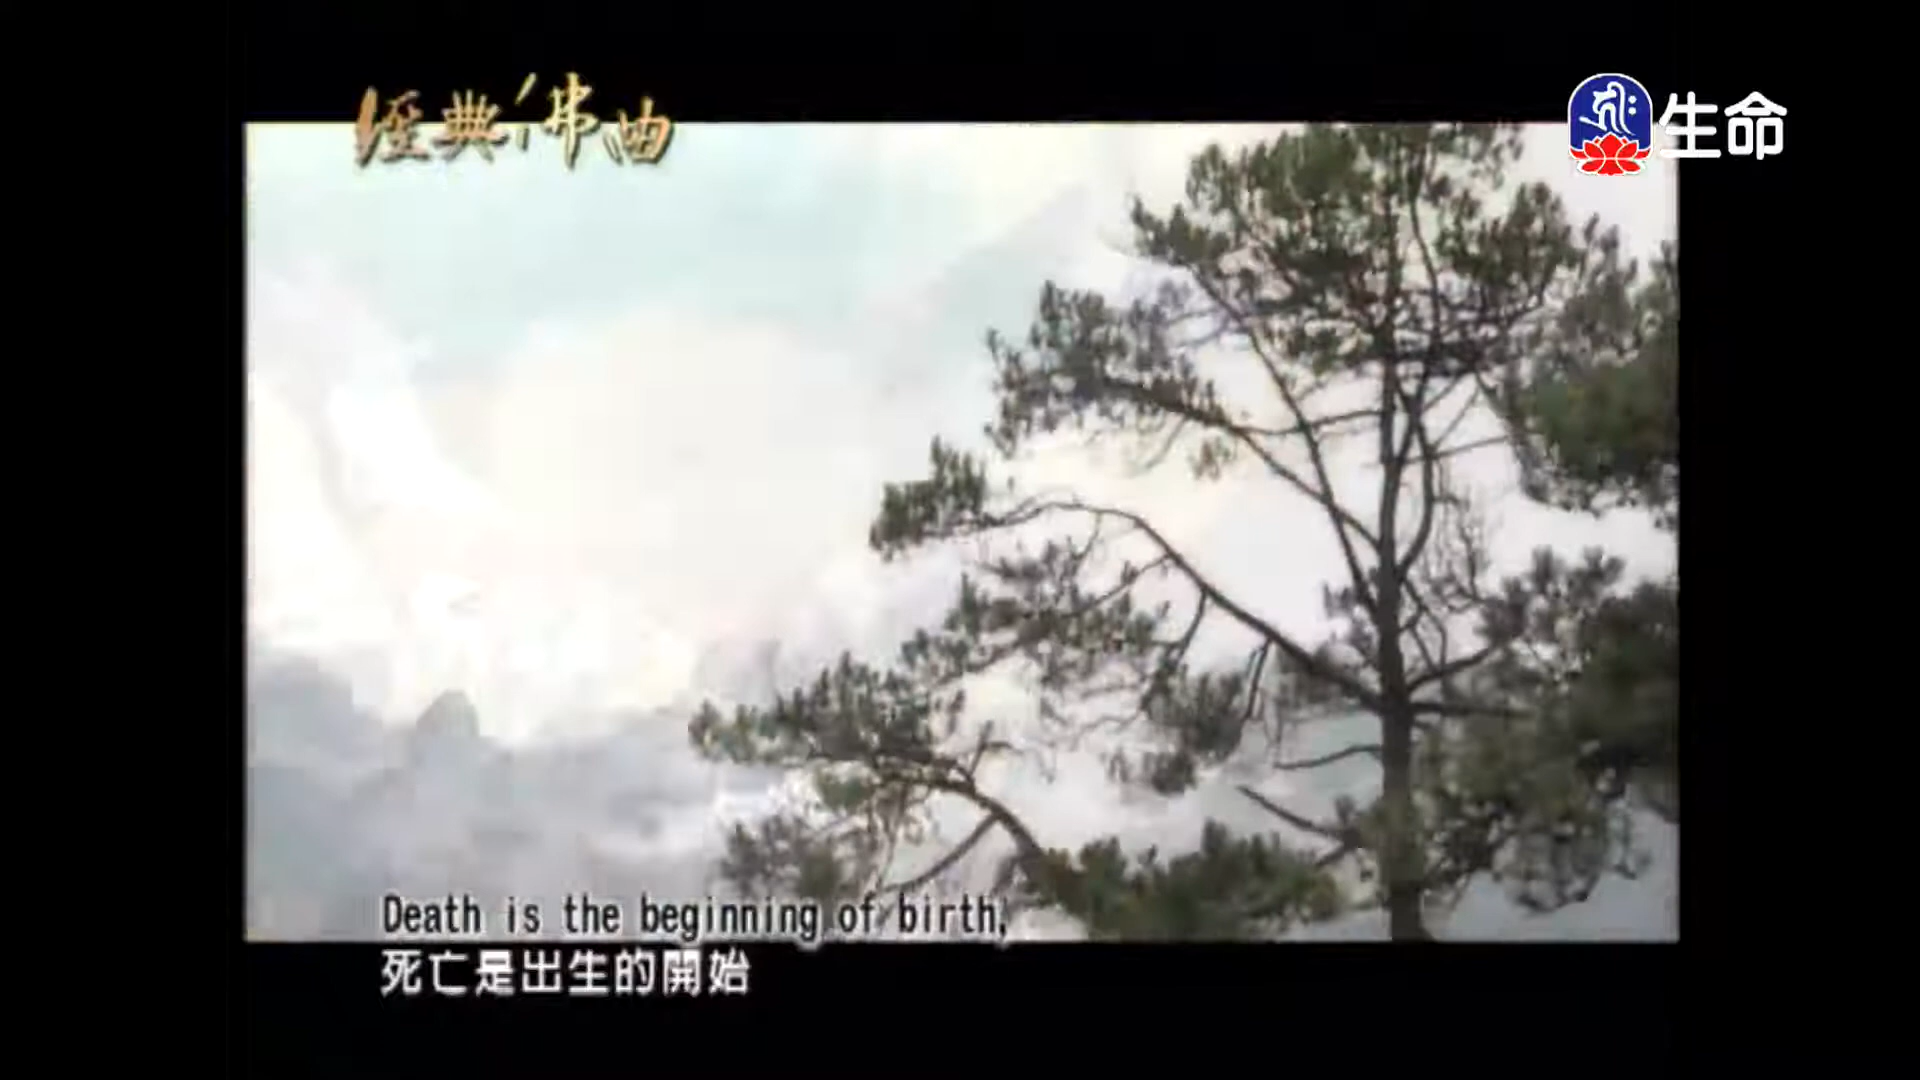 經典佛曲
生命
Death is the beginning of birth,
死亡是出生的開始